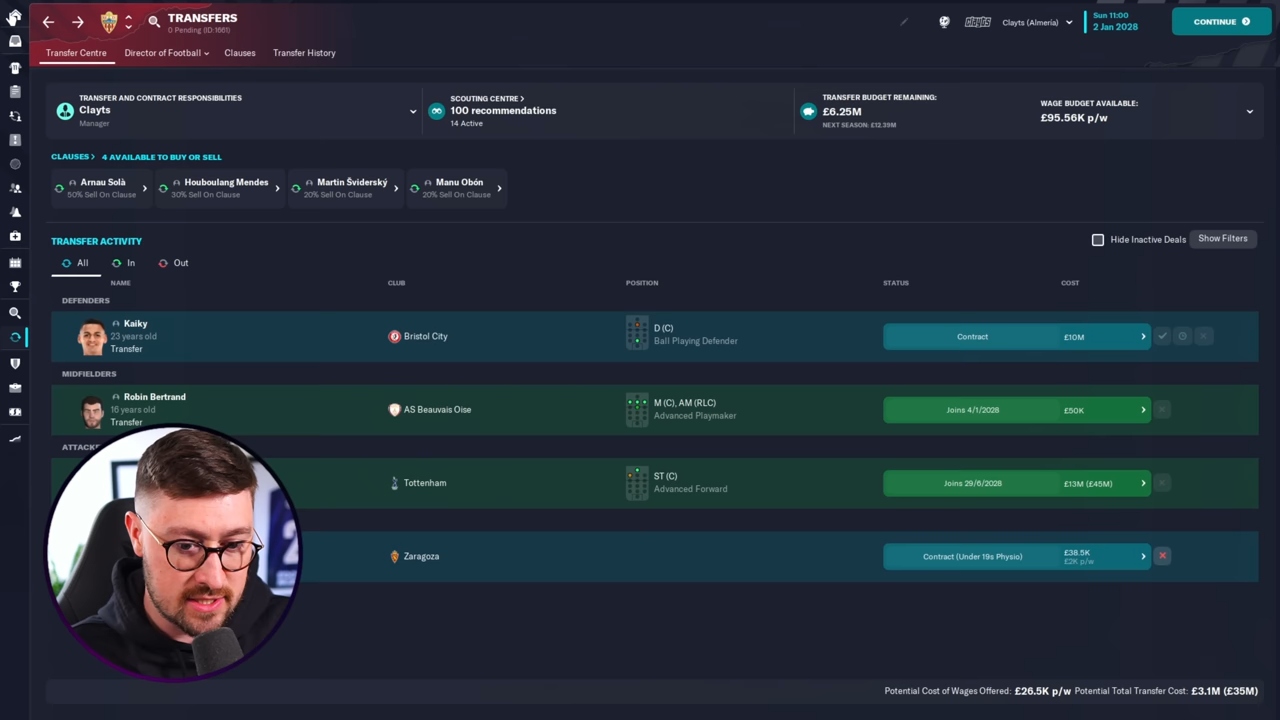 TRANSFERS
0 Pending (ID:1661)
clayts
Clayts (Almeria)
Sun 11:00
2 Jan 2028
CONTINUE
Transfer Centre
Director of Football
Clauses
Transfer History
TRANSFER AND CONTRACT RESPONSIBILITIES
Clayts
Manager
SCOUTING CENTRE >
100 recommendations
14 Active
TRANSFER BUDGET REMAINING:
£6.25M
NEXT SEASON: £12.39M
WAGE BUDGET AVAILABLE:
£95.56K p/w
CLAUSES > 4 AVAILABLE TO BUY OR SELL
Arnau Solà
50% Sell On Clause
Houboulang Mendes
30% Sell On Clause
Martin Šviderský
20% Sell On Clause
Manu Obón
20% Sell On Clause
TRANSFER ACTIVITY
Hide Inactive Deals
Show Filters
All
In
Out
NAME
CLUB
POSITION
STATUS
COST
DEFENDERS
Kaiky
23 years old
Transfer
Bristol City
D (C)
Ball Playing Defender
Contract
£10M
MIDFIELDERS
Robin Bertrand
16 years old
Transfer
AS Beauvais Oise
M (C), AM (RLC)
Advanced Playmaker
Joins 4/1/2028
£50K
ATTACKE
Tottenham
ST (C)
Advanced Forward
Joins 29/6/2028
£13M (£45M)
Zaragoza
Contract (Under 19s Physio)
£38.5K
£2K p/w
Potential Cost of Wages Offered: £26.5K p/w Potential Total Transfer Cost: £3.1M (£35M)